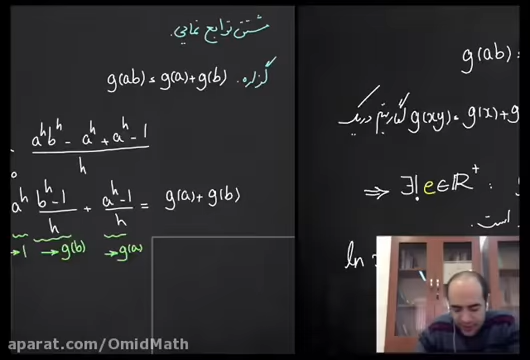 مشتق توابع نمایی.
گزاره. g(ab) = g(a)+g(b)
a^h b^h - a^h + a^h - 1
h
a^h b^h-1/h + a^h-1/h = g(a)+g(b)
→1 →g(b) →g(a)
g(ab) =
g(xy) = g(x)+g
⇒ ∃! e ∈ ℝ^+ :
است.
ln
aparat.com/OmidMath